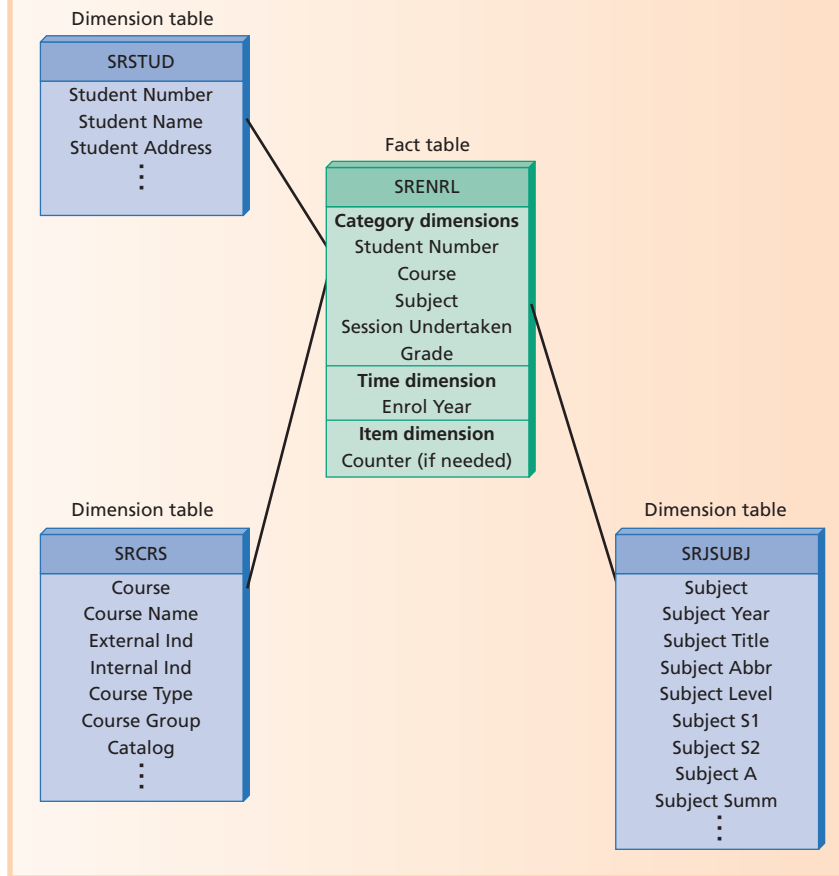 Dimension table
SRSTUD
Student Number
Student Name
Student Address
Fact table
SRENRL
Category dimensions
Student Number
Course
Subject
Session Undertaken
Grade
Time dimension
Enrol Year
Item dimension
Counter (if needed)
Dimension table
SRCRS
Course
Course Name
External Ind
Internal Ind
Course Type
Course Group
Catalog
Dimension table
SRJSUBJ
Subject
Subject Year
Subject Title
Subject Abbr
Subject Level
Subject S1
Subject S2
Subject A
Subject Summ